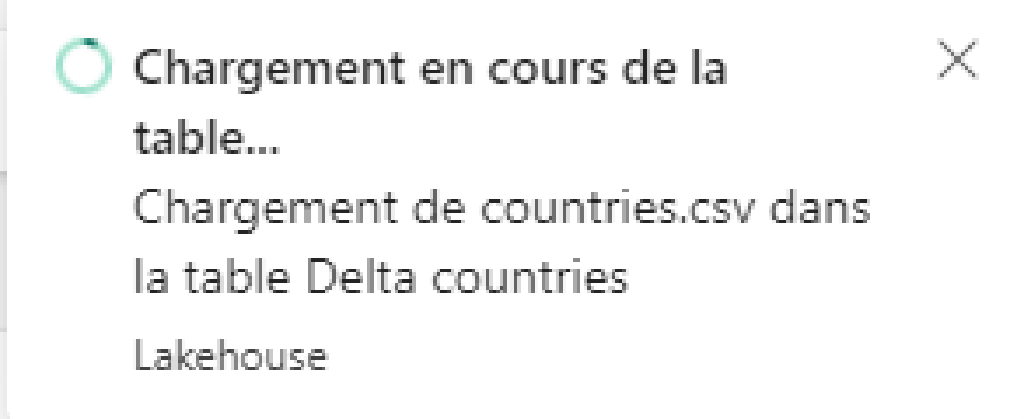 Chargement en cours de la
table...
Chargement de countries.csv dans
la table Delta countries
Lakehouse